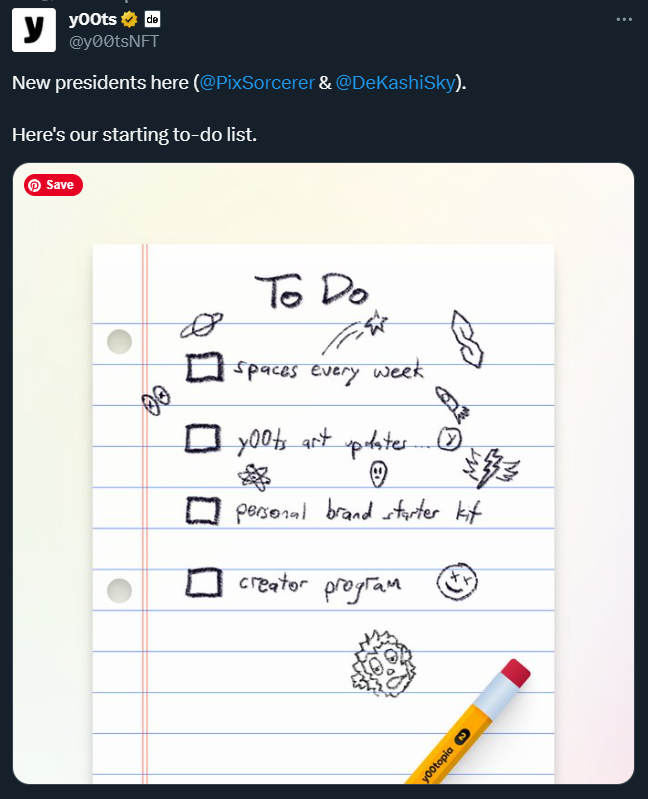 y00ts de
@y00tsNFT
New presidents here (@PixSorcerer & @DeKashiSky).
Here's our starting to-do list.
Save
To Do
spaces every week
y00ts art updates... y
personal brand starter kit
creator program
y00topia 2